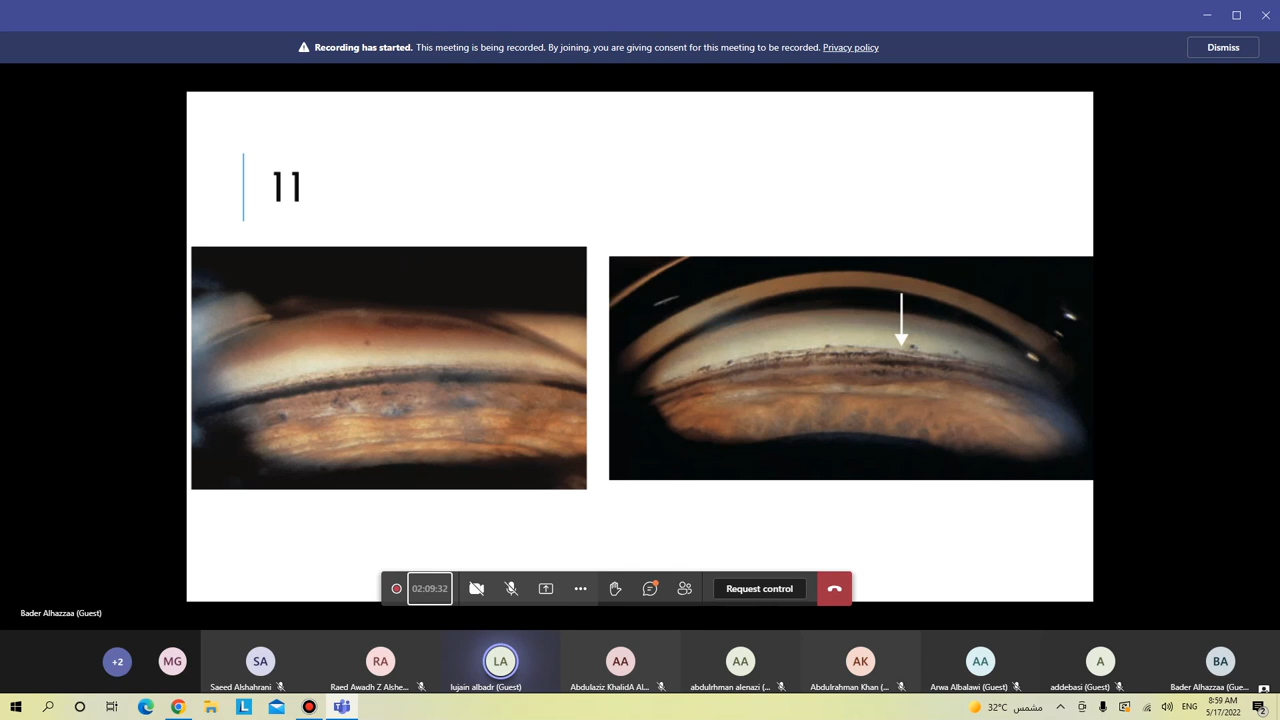 Recording has started. This meeting is being recorded. By joining, you are giving consent for this meeting to be recorded. Privacy policy
Dismiss
11
02:09:32
Request control
Bader Alhazzaa (Guest)
+2
MG
SA
RA
LA
AA
AA
AK
AA
A
BA
Saeed Alshahrani
Raed Awadh Z Alshe...
lujain albadr (Guest)
Abdulaziz KhalidA Al...
abdulrhman alenazi (...
Abdulrahman Khan (...
Arwa Albalawi (Guest)
addebasi (Guest)
Bader Alhazzaa (Gue...
L
32°C
مشمس
ENG
8:59 AM
5/17/2022
2